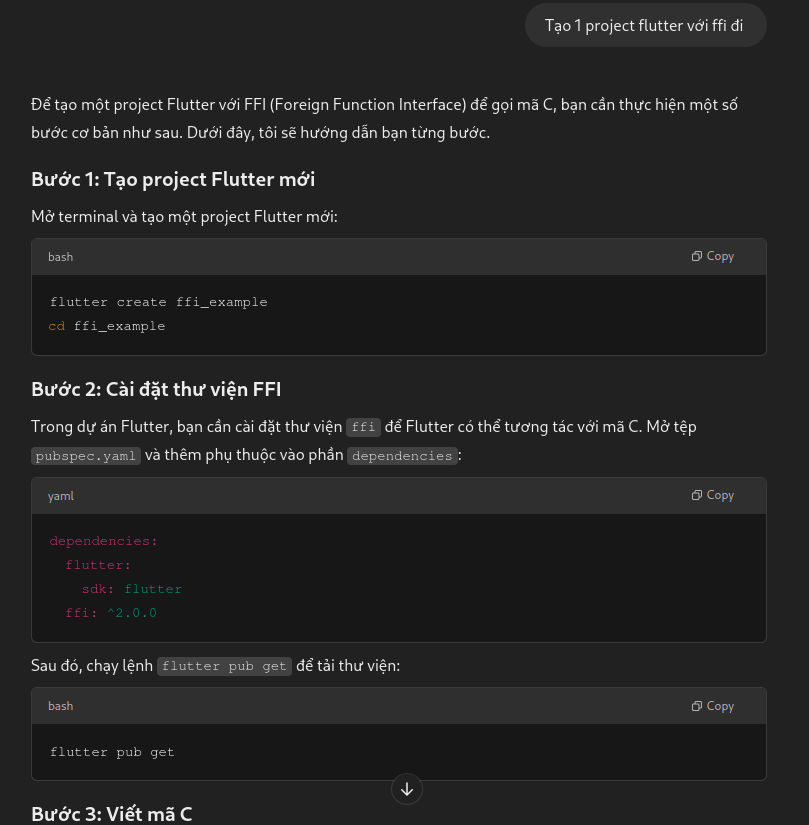 Tạo 1 project flutter với ffi đi
Để tạo một project Flutter với FFI (Foreign Function Interface) để gọi mã C, bạn cần thực hiện một số
bước cơ bản như sau. Dưới đây, tôi sẽ hướng dẫn bạn từng bước.
Bước 1: Tạo project Flutter mới
Mở terminal và tạo một project Flutter mới:
bash
Copy
flutter create ffi_example
cd ffi_example
Bước 2: Cài đặt thư viện FFI
Trong dự án Flutter, bạn cần cài đặt thư viện ffi để Flutter có thể tương tác với mã C. Mở tệp
pubspec.yaml và thêm phụ thuộc vào phần dependencies:
yaml
Copy
dependencies:
  flutter:
    sdk: flutter
  ffi: ^2.0.0
Sau đó, chạy lệnh flutter pub get để tải thư viện:
bash
Copy
flutter pub get
Bước 3: Viết mã C